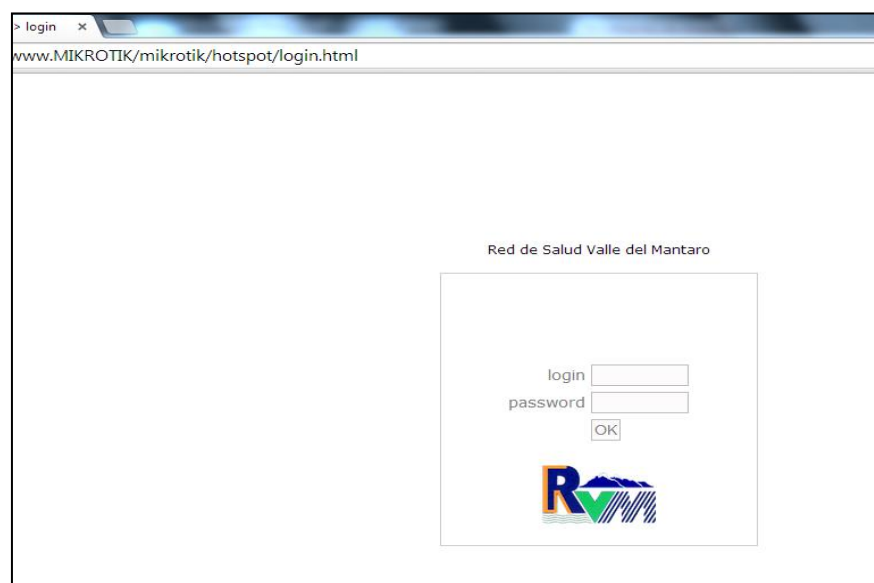 > login
www.MIKROTIK/mikrotik/hotspot/login.html
Red de Salud Valle del Mantaro
login
password
OK
RVM